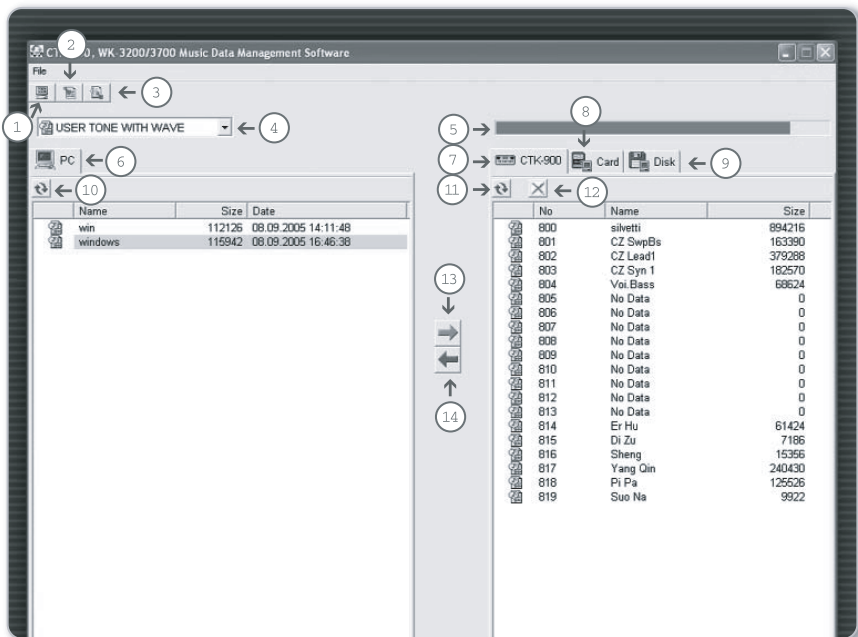 2
CTK-900, WK-3200/3700 Music Data Management Software
File
3
1
USER TONE WITH WAVE
4
5
8
PC
6
7
CTK-900
Card
Disk
9
10
11
12
Name Size Date
win 112126 08.09.2005 14:11:48
windows 115942 08.09.2005 16:46:38
13
14
No Name Size
800 silvetti 894216
801 CZ SwpBs 163390
802 CZ Lead1 379288
803 CZ Syn 1 182570
804 Voi.Bass 68624
805 No Data 0
806 No Data 0
807 No Data 0
808 No Data 0
809 No Data 0
810 No Data 0
811 No Data 0
812 No Data 0
813 No Data 0
814 Er Hu 61424
815 Di Zu 7186
816 Sheng 15356
817 Yang Qin 240430
818 Pi Pa 125526
819 Suo Na 9922